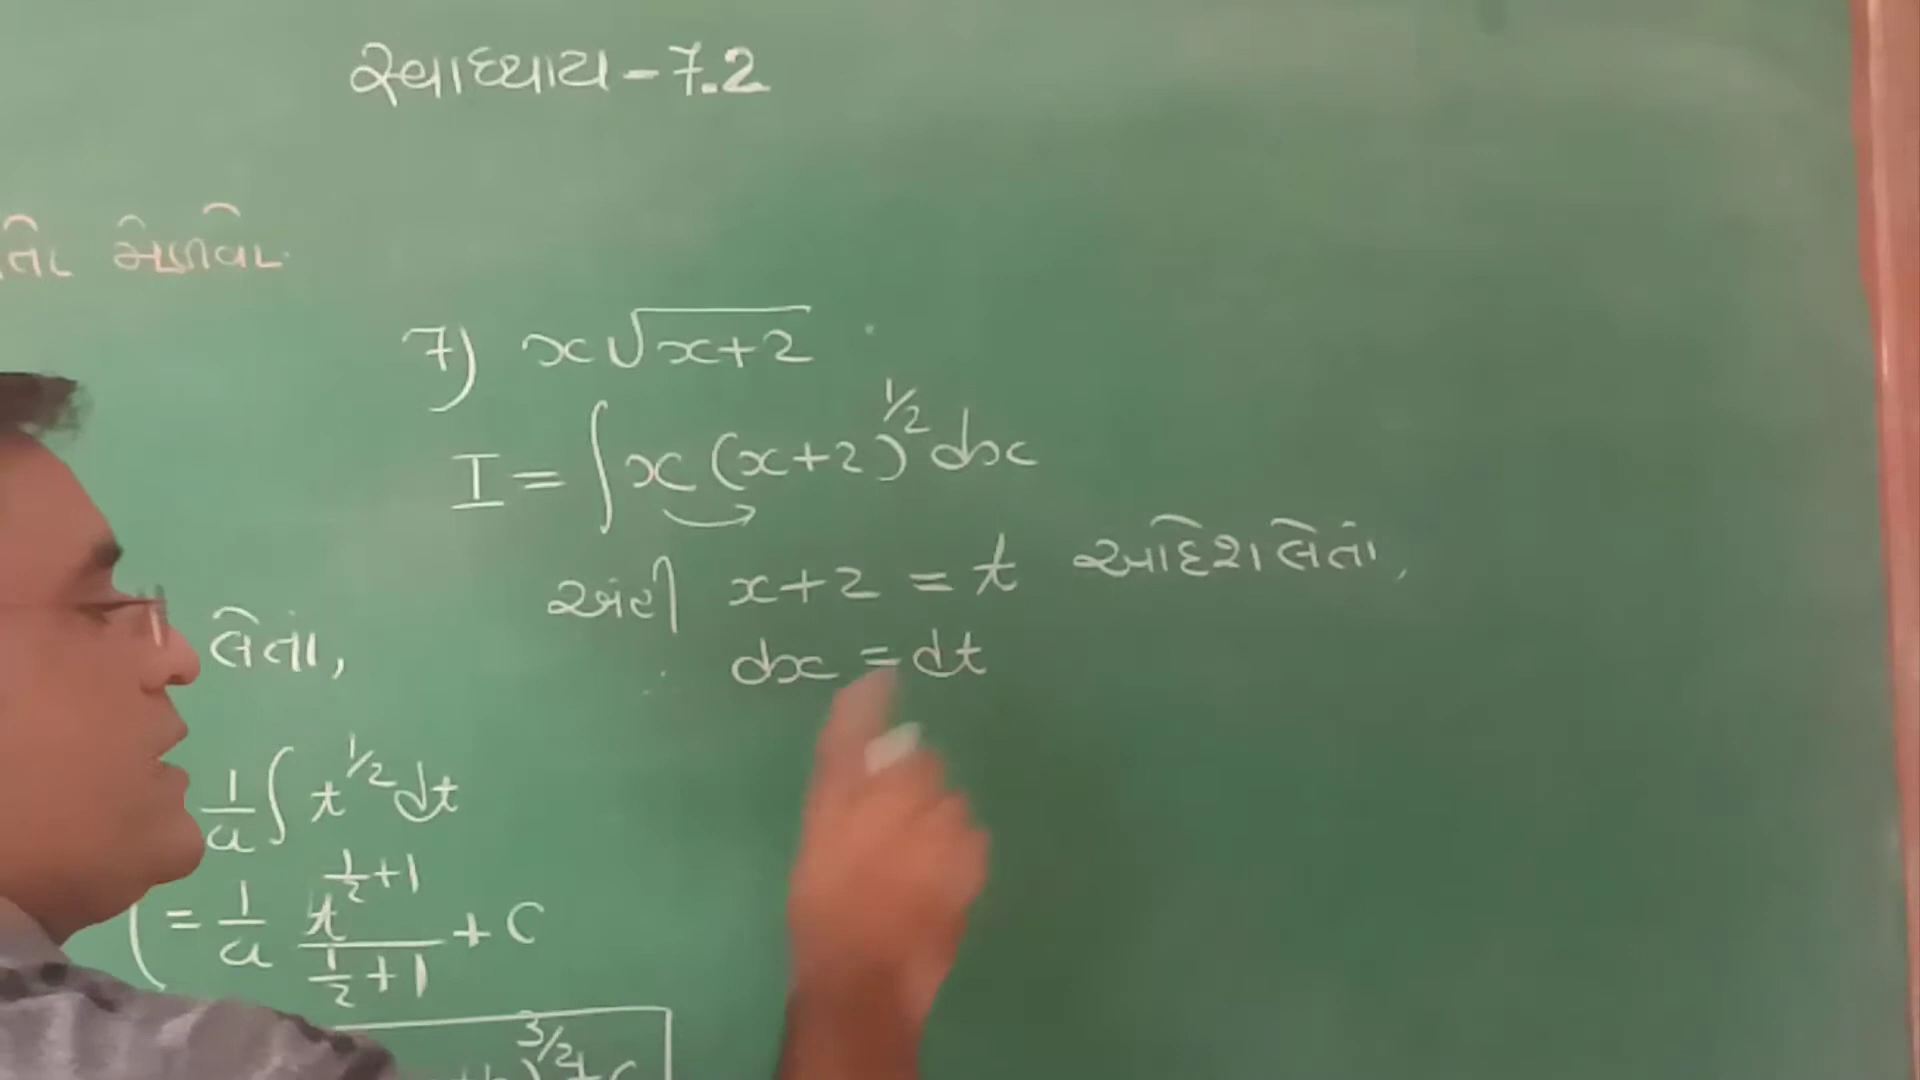 સ્વાધ્યાય - 7.2
મેળવો.
7) x√(x+2)
I = ∫ x (x+2)^(1/2) dx
અહીં x+2 = t આદેશ લેતાં,
dx = dt
લેતાં,
1/a ∫ t^(1/2) dt
= 1/a t^(1/2+1)/(1/2+1) + C